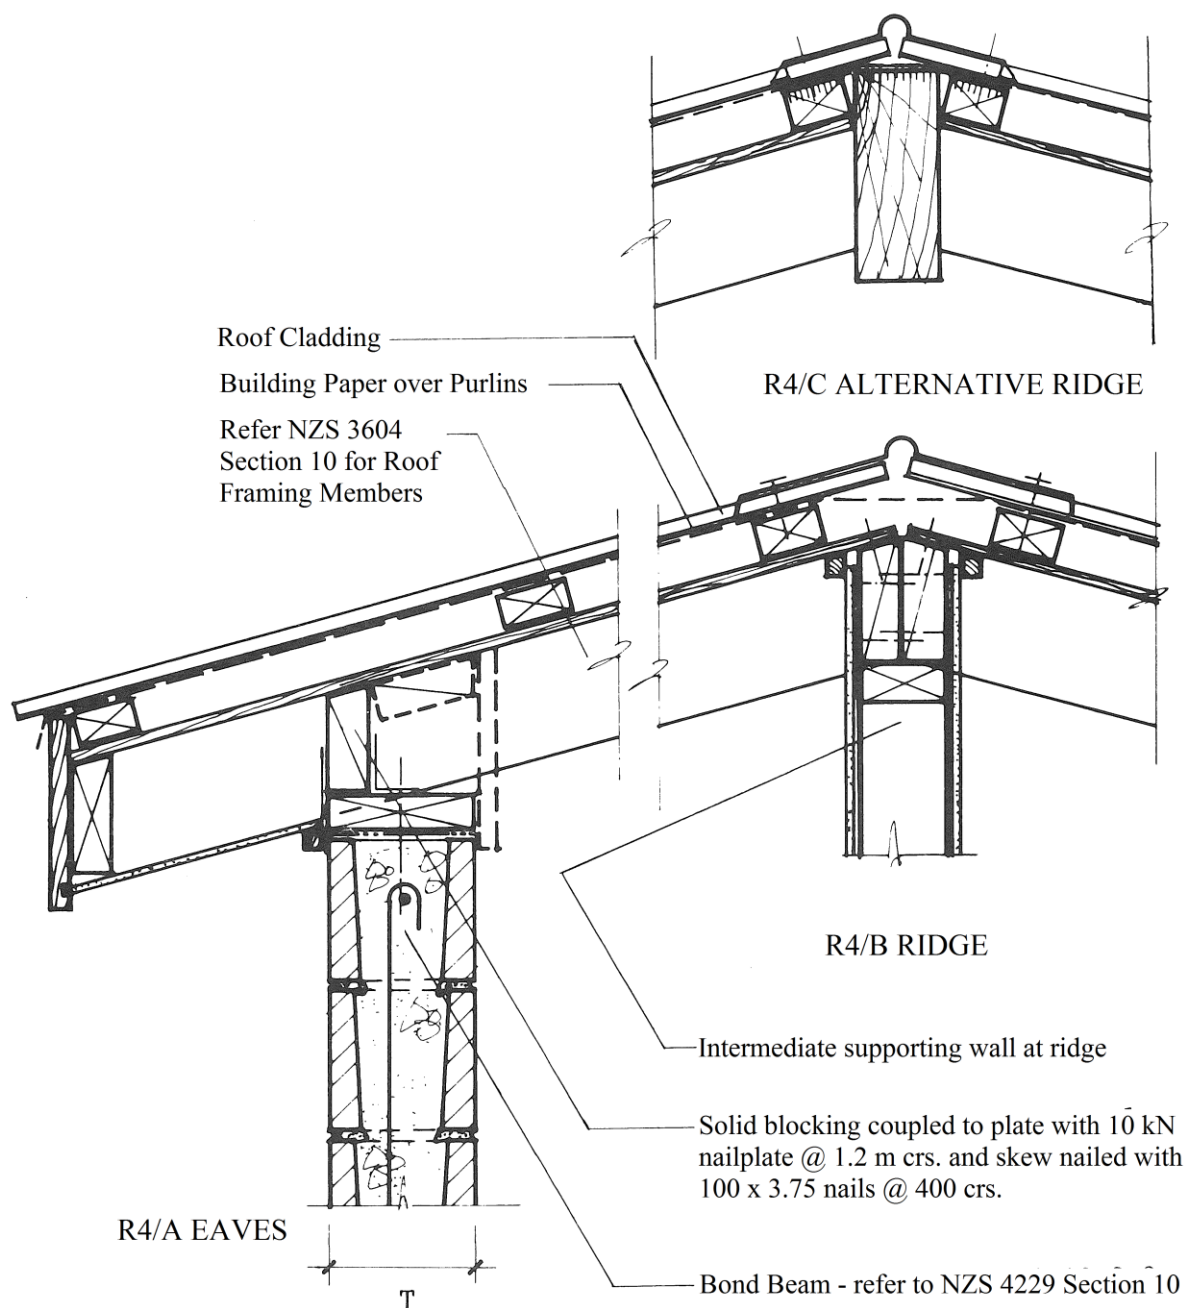 R4/C ALTERNATIVE RIDGE
Roof Cladding
Building Paper over Purlins
Refer NZS 3604
Section 10 for Roof
Framing Members
R4/B RIDGE
Intermediate supporting wall at ridge
Solid blocking coupled to plate with 10 kN
nailplate @ 1.2 m crs. and skew nailed with
100 x 3.75 nails @ 400 crs.
R4/A EAVES
Bond Beam - refer to NZS 4229 Section 10
T